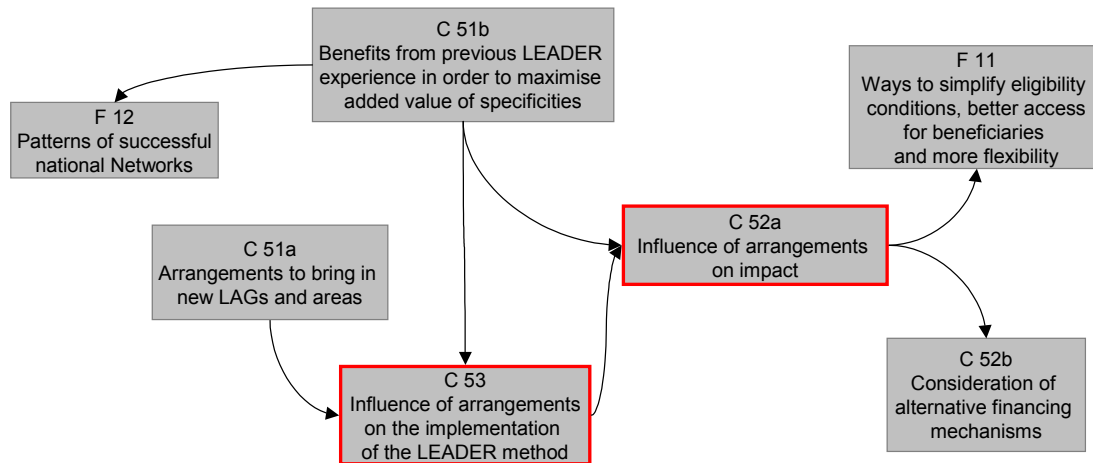 C 51b
Benefits from previous LEADER
experience in order to maximise
added value of specificities
F 11
Ways to simplify eligibility
conditions, better access
for beneficiaries
and more flexibility
F 12
Patterns of successful
national Networks
C 51a
Arrangements to bring in
new LAGs and areas
C 52a
Influence of arrangements
on impact
C 53
Influence of arrangements
on the implementation
of the LEADER method
C 52b
Consideration of
alternative financing
mechanisms